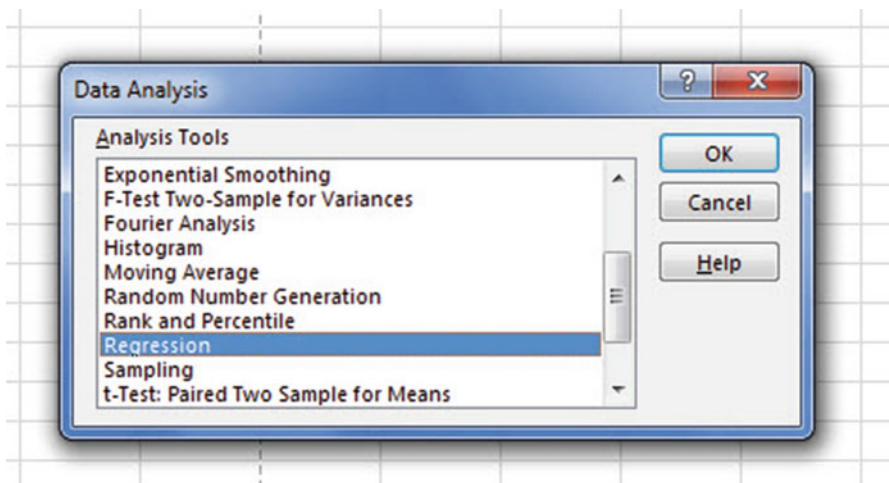 Data Analysis
?
X
Analysis Tools
Exponential Smoothing
F-Test Two-Sample for Variances
Fourier Analysis
Histogram
Moving Average
Random Number Generation
Rank and Percentile
Regression
Sampling
t-Test: Paired Two Sample for Means
OK
Cancel
Help